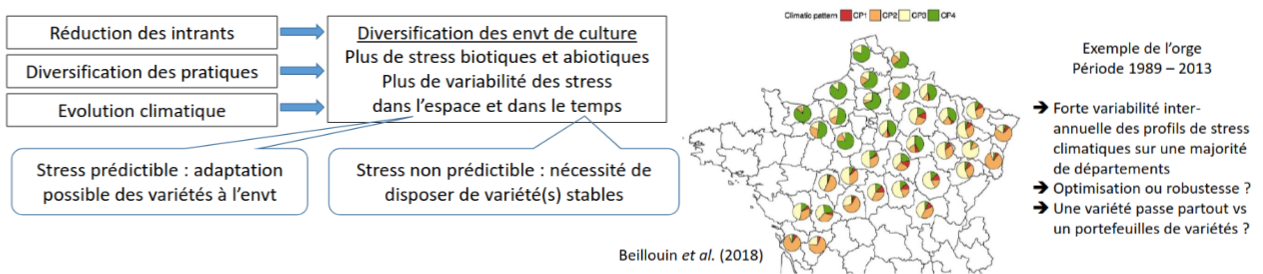 Réduction des intrants
Diversification des pratiques
Evolution climatique
Diversification des envt de culture
Plus de stress biotiques et abiotiques
Plus de variabilité des stress
dans l'espace et dans le temps
Stress prédictible : adaptation
possible des variétés à l'envt
Stress non prédictible : nécessité de
disposer de variété(s) stables
Climatic pattern CP1 CP2 CP3 CP4
Beillouin et al. (2018)
Exemple de l'orge
Période 1989 – 2013
➔ Forte variabilité inter-
annuelle des profils de stress
climatiques sur une majorité
de départements
➔ Optimisation ou robustesse ?
➔ Une variété passe partout vs
un portefeuilles de variétés ?